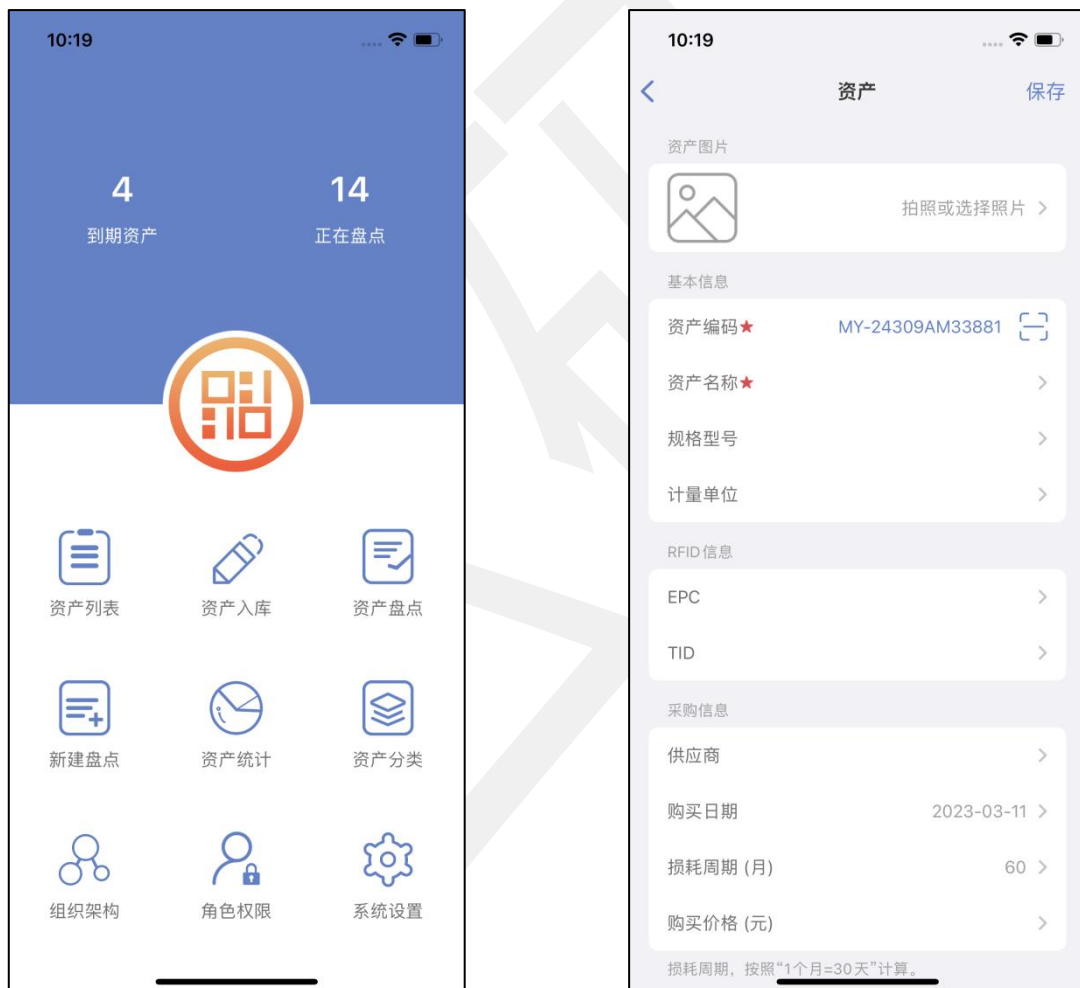 10:19
4
14
到期资产
正在盘点
资产列表
资产入库
资产盘点
新建盘点
资产统计
资产分类
组织架构
角色权限
系统设置
10:19
资产
保存
资产图片
拍照或选择照片
基本信息
资产编码★ MY-24309AM33881
资产名称★
规格型号
计量单位
RFID信息
EPC
TID
采购信息
供应商
购买日期 2023-03-11
损耗周期 (月) 60
购买价格 (元)
损耗周期，按照“1个月=30天”计算。